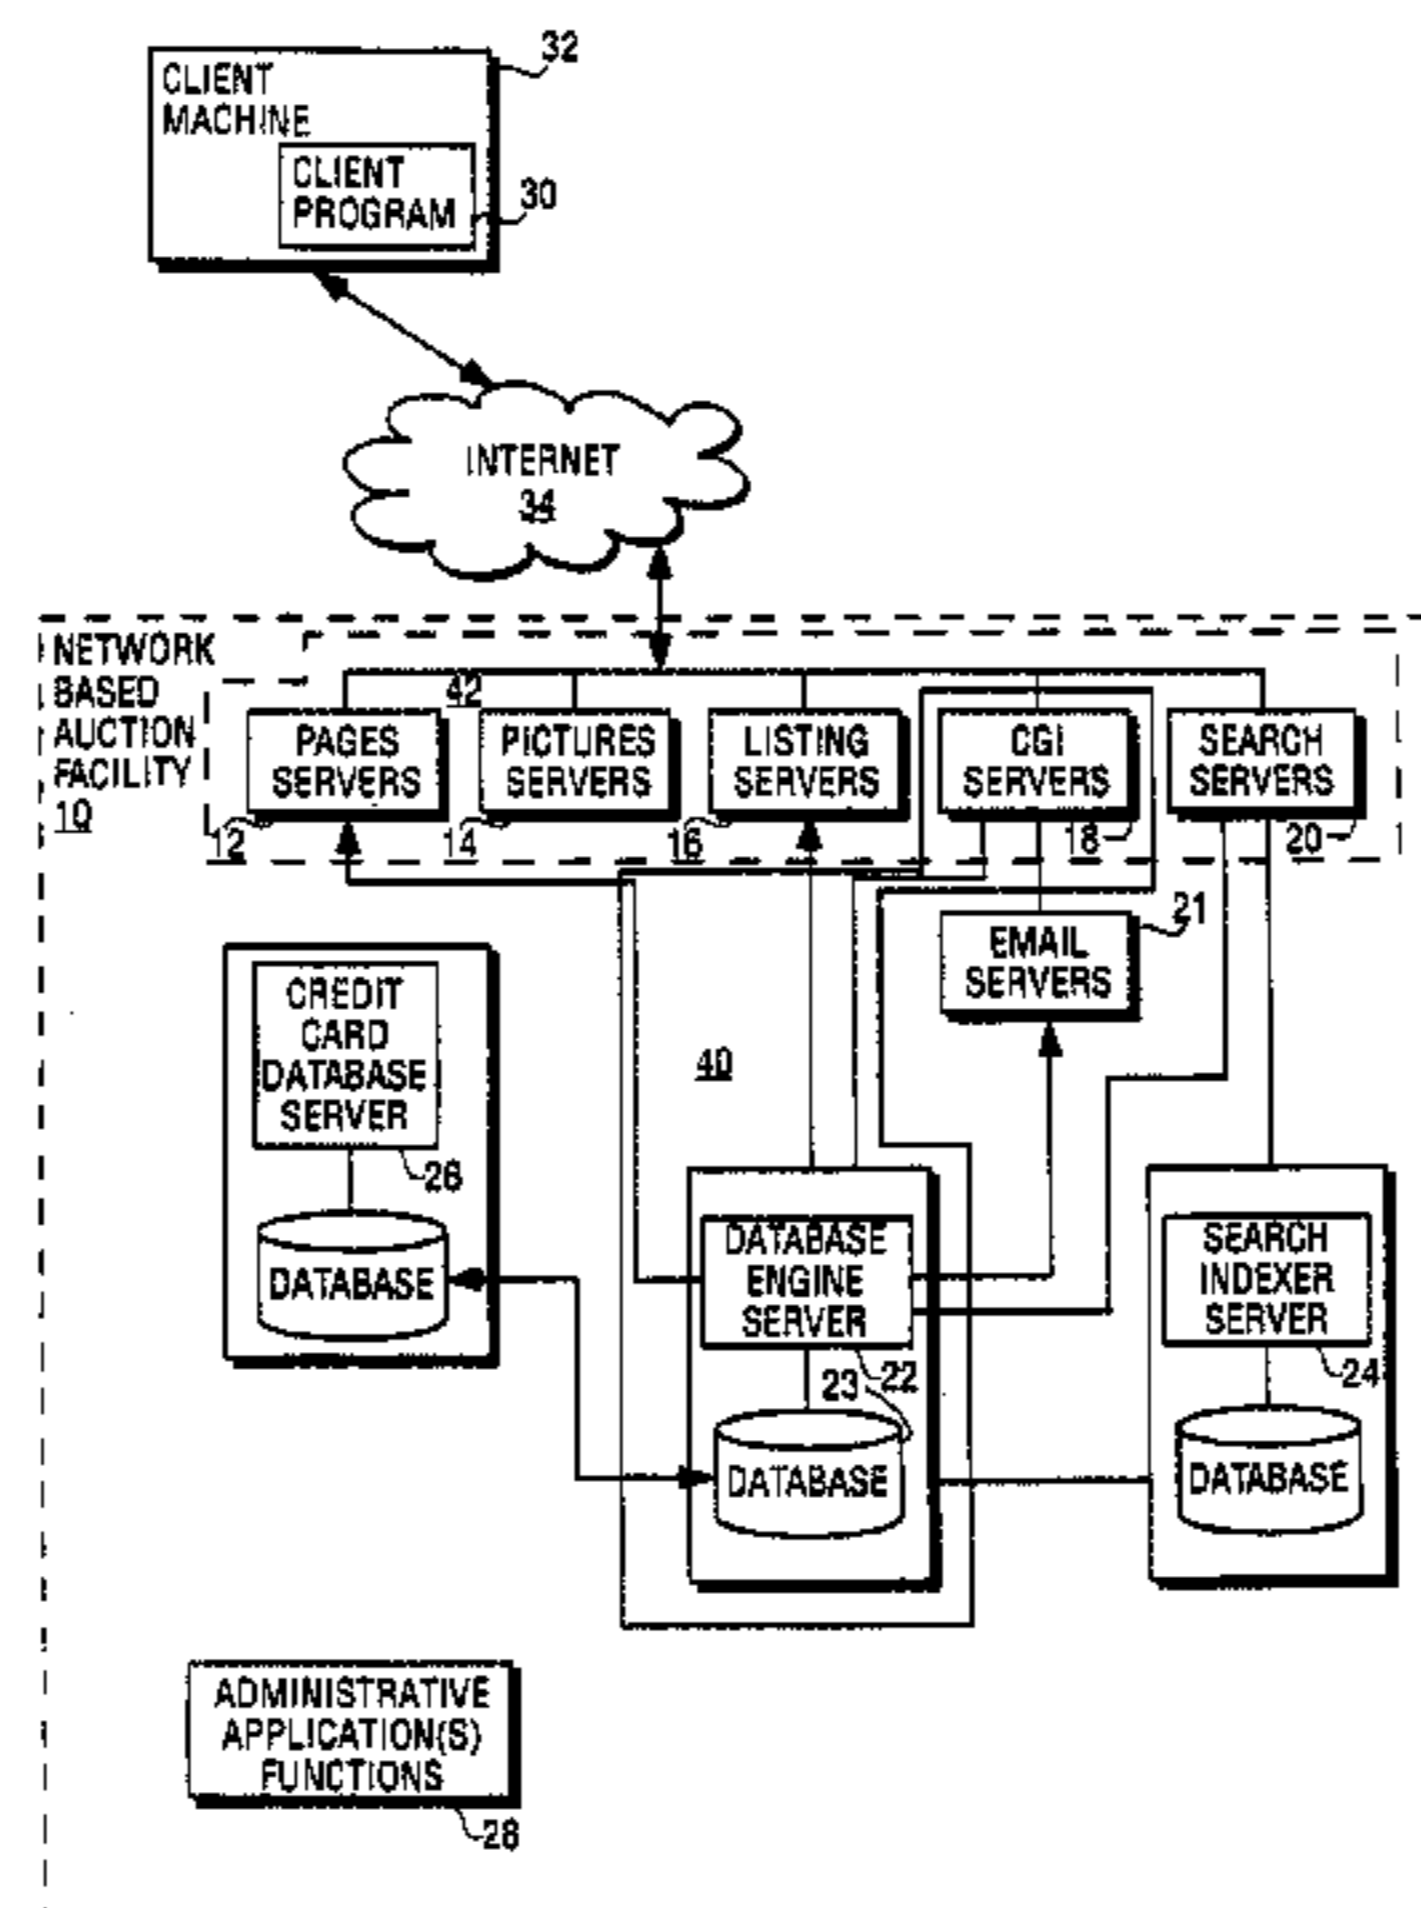 32
CLIENT
MACHINE
CLIENT
PROGRAM
30
INTERNET
34
NETWORK
BASED
AUCTION
FACILITY
10
42
PAGES
SERVERS
12
PICTURES
SERVERS
14
LISTING
SERVERS
16
CGI
SERVERS
18
SEARCH
SERVERS
20
21
EMAIL
SERVERS
CREDIT
CARD
DATABASE
SERVER
26
DATABASE
40
DATABASE
ENGINE
SERVER
22
23
DATABASE
SEARCH
INDEXER
SERVER
24
DATABASE
ADMINISTRATIVE
APPLICATION(S)
FUNCTIONS
28